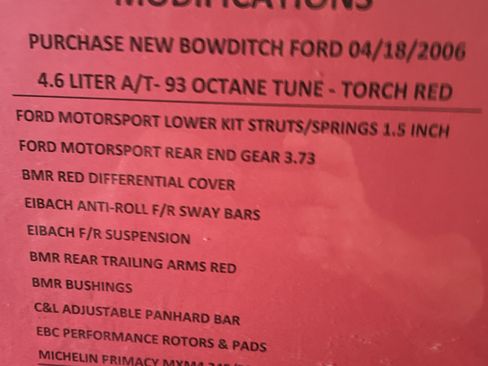 MODIFICATIONS
PURCHASE NEW BOWDITCH FORD 04/18/2006
4.6 LITER A/T- 93 OCTANE TUNE - TORCH RED
FORD MOTORSPORT LOWER KIT STRUTS/SPRINGS 1.5 INCH
FORD MOTORSPORT REAR END GEAR 3.73
BMR RED DIFFERENTIAL COVER
EIBACH ANTI-ROLL F/R SWAY BARS
EIBACH F/R SUSPENSION
BMR REAR TRAILING ARMS RED
BMR BUSHINGS
C&L ADJUSTABLE PANHARD BAR
EBC PERFORMANCE ROTORS & PADS
MICHELIN PRIMACY MXM4